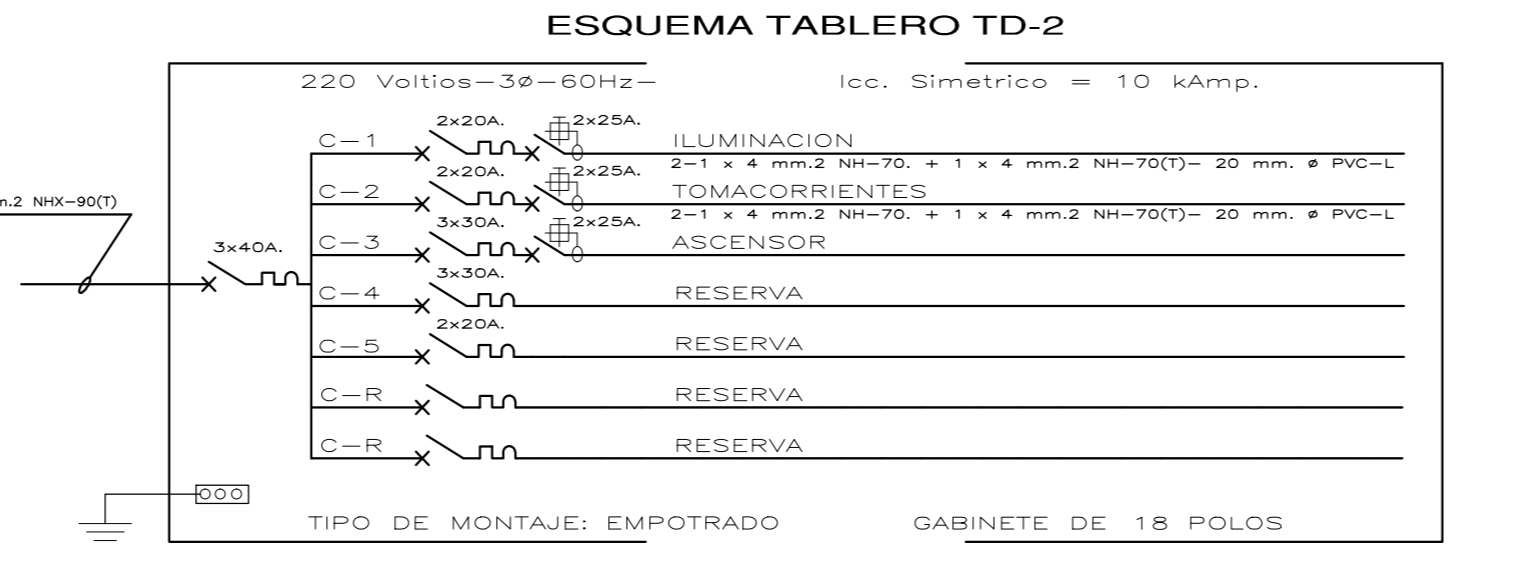 ESQUEMA TABLERO TD-2
220 Voltios-3ø-60Hz- Icc. Simetrico = 10 kAmp.
C-1 2x20A. 2x25A. ILUMINACION
2-1 x 4 mm.2 NH-70. + 1 x 4 mm.2 NH-70(T)- 20 mm. ø PVC-L
C-2 2x20A. 2x25A. TOMACORRIENTES
2-1 x 4 mm.2 NH-70. + 1 x 4 mm.2 NH-70(T)- 20 mm. ø PVC-L
mm.2 NHX-90(T)
C-3 3x30A. 2x25A. ASCENSOR
3x40A.
C-4 3x30A. RESERVA
C-5 2x20A. RESERVA
C-R RESERVA
C-R RESERVA
TIPO DE MONTAJE: EMPOTRADO GABINETE DE 18 POLOS